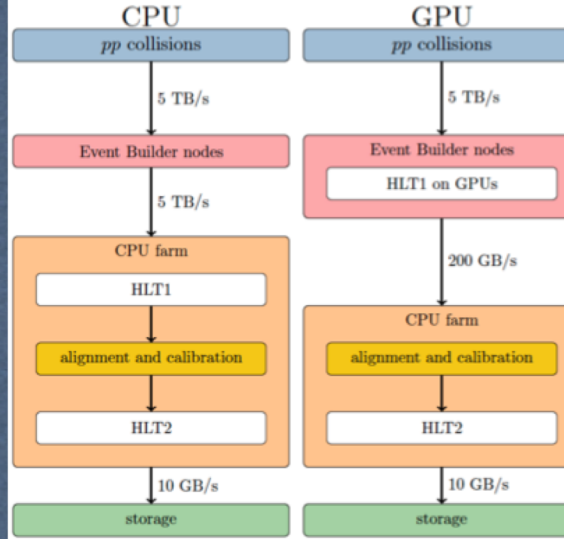 CPU
pp collisions
5 TB/s
Event Builder nodes
5 TB/s
CPU farm
HLT1
alignment and calibration
HLT2
10 GB/s
storage
GPU
pp collisions
5 TB/s
Event Builder nodes
HLT1 on GPUs
200 GB/s
CPU farm
alignment and calibration
HLT2
10 GB/s
storage